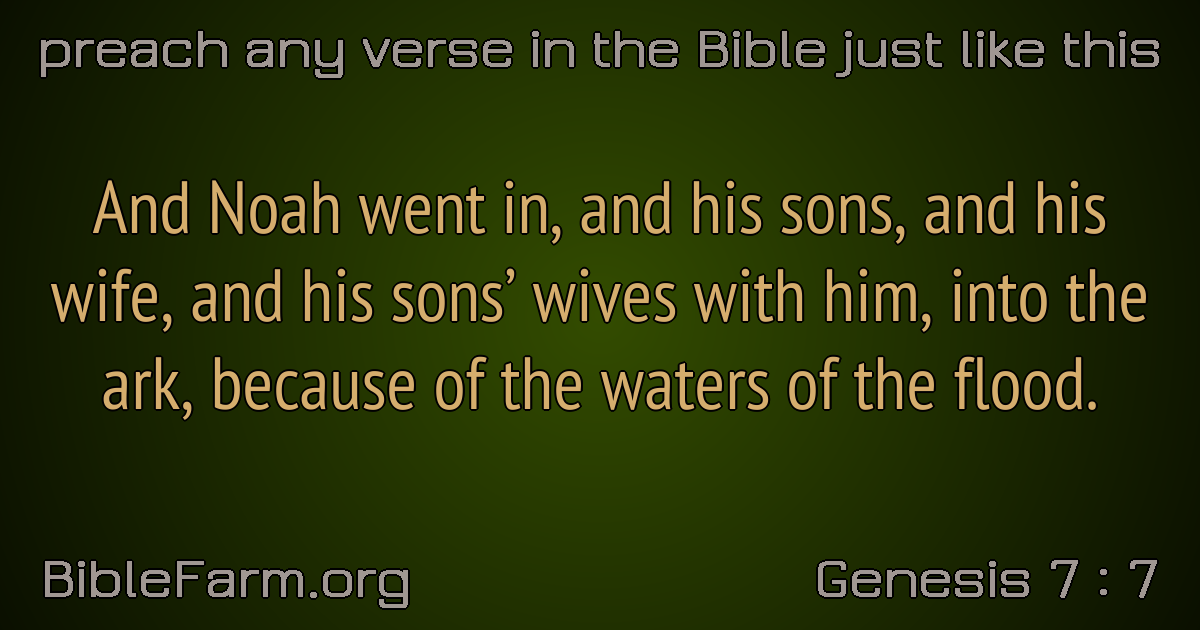 preach any verse in the Bible just like this
And Noah went in, and his sons, and his
wife, and his sons’ wives with him, into the
ark, because of the waters of the flood.
BibleFarm.org
Genesis 7 : 7